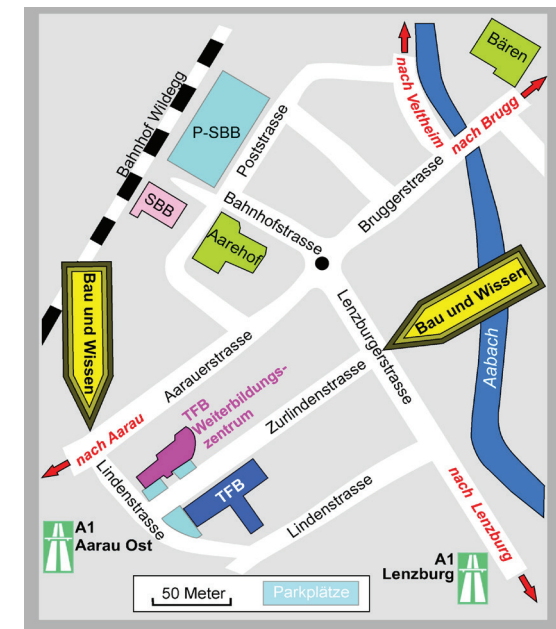 Bären
nach Veltheim
nach Brugg
Bahnhof Wildegg
P-SBB
Poststrasse
SBB
Bahnhofstrasse
Bruggerstrasse
Aarehof
Bau und Wissen
Bau und Wissen
Lenzburgerstrasse
Aabach
Aarauerstrasse
TFB
Weiterbildungs-
zentrum
Zurlindenstrasse
nach Aarau
TFB
Lindenstrasse
Lindenstrasse
nach Lenzburg
A1
Aarau Ost
A1
Lenzburg
50 Meter
Parkplätze